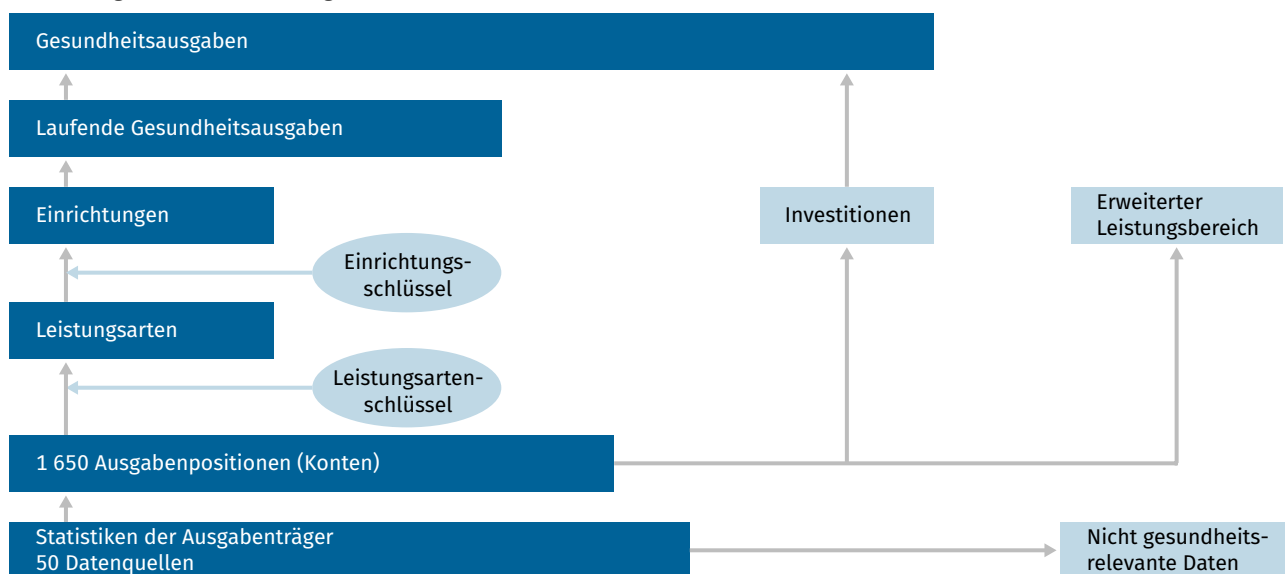 Gesundheitsausgaben
Laufende Gesundheitsausgaben
Einrichtungen
Investitionen
Erweiterter
Leistungsbereich
Einrichtungs-
schlüssel
Leistungsarten
Leistungsarten-
schlüssel
1 650 Ausgabenpositionen (Konten)
Statistiken der Ausgabenträger
50 Datenquellen
Nicht gesundheits-
relevante Daten